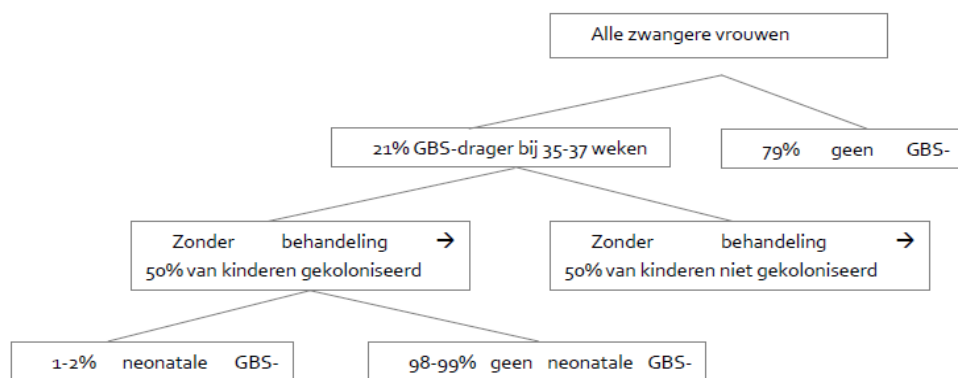 Alle zwangere vrouwen
21% GBS-drager bij 35-37 weken
79% geen GBS-
Zonder behandeling →
50% van kinderen gekoloniseerd
Zonder behandeling →
50% van kinderen niet gekoloniseerd
1-2% neonatale GBS-
98-99% geen neonatale GBS-